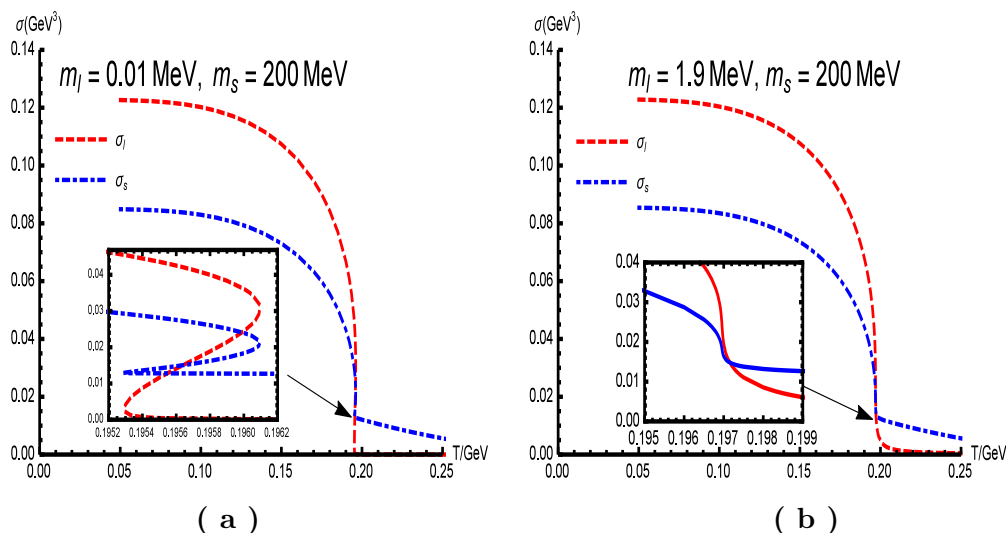 σ(GeV³)
0.14
0.12
0.10
0.08
0.06
0.04
0.02
0.00
m_l = 0.01 MeV, m_s = 200 MeV
σ_l
σ_s
0.04
0.03
0.02
0.01
0.00
0.1952 0.1954 0.1956 0.1958 0.1960 0.1962
0.00 0.05 0.10 0.15 0.20 0.25
T/GeV
( a )
σ(GeV³)
0.14
0.12
0.10
0.08
0.06
0.04
0.02
0.00
m_l = 1.9 MeV, m_s = 200 MeV
σ_l
σ_s
0.04
0.03
0.02
0.01
0.00
0.195 0.196 0.197 0.198 0.199
0.00 0.05 0.10 0.15 0.20 0.25
T/GeV
( b )